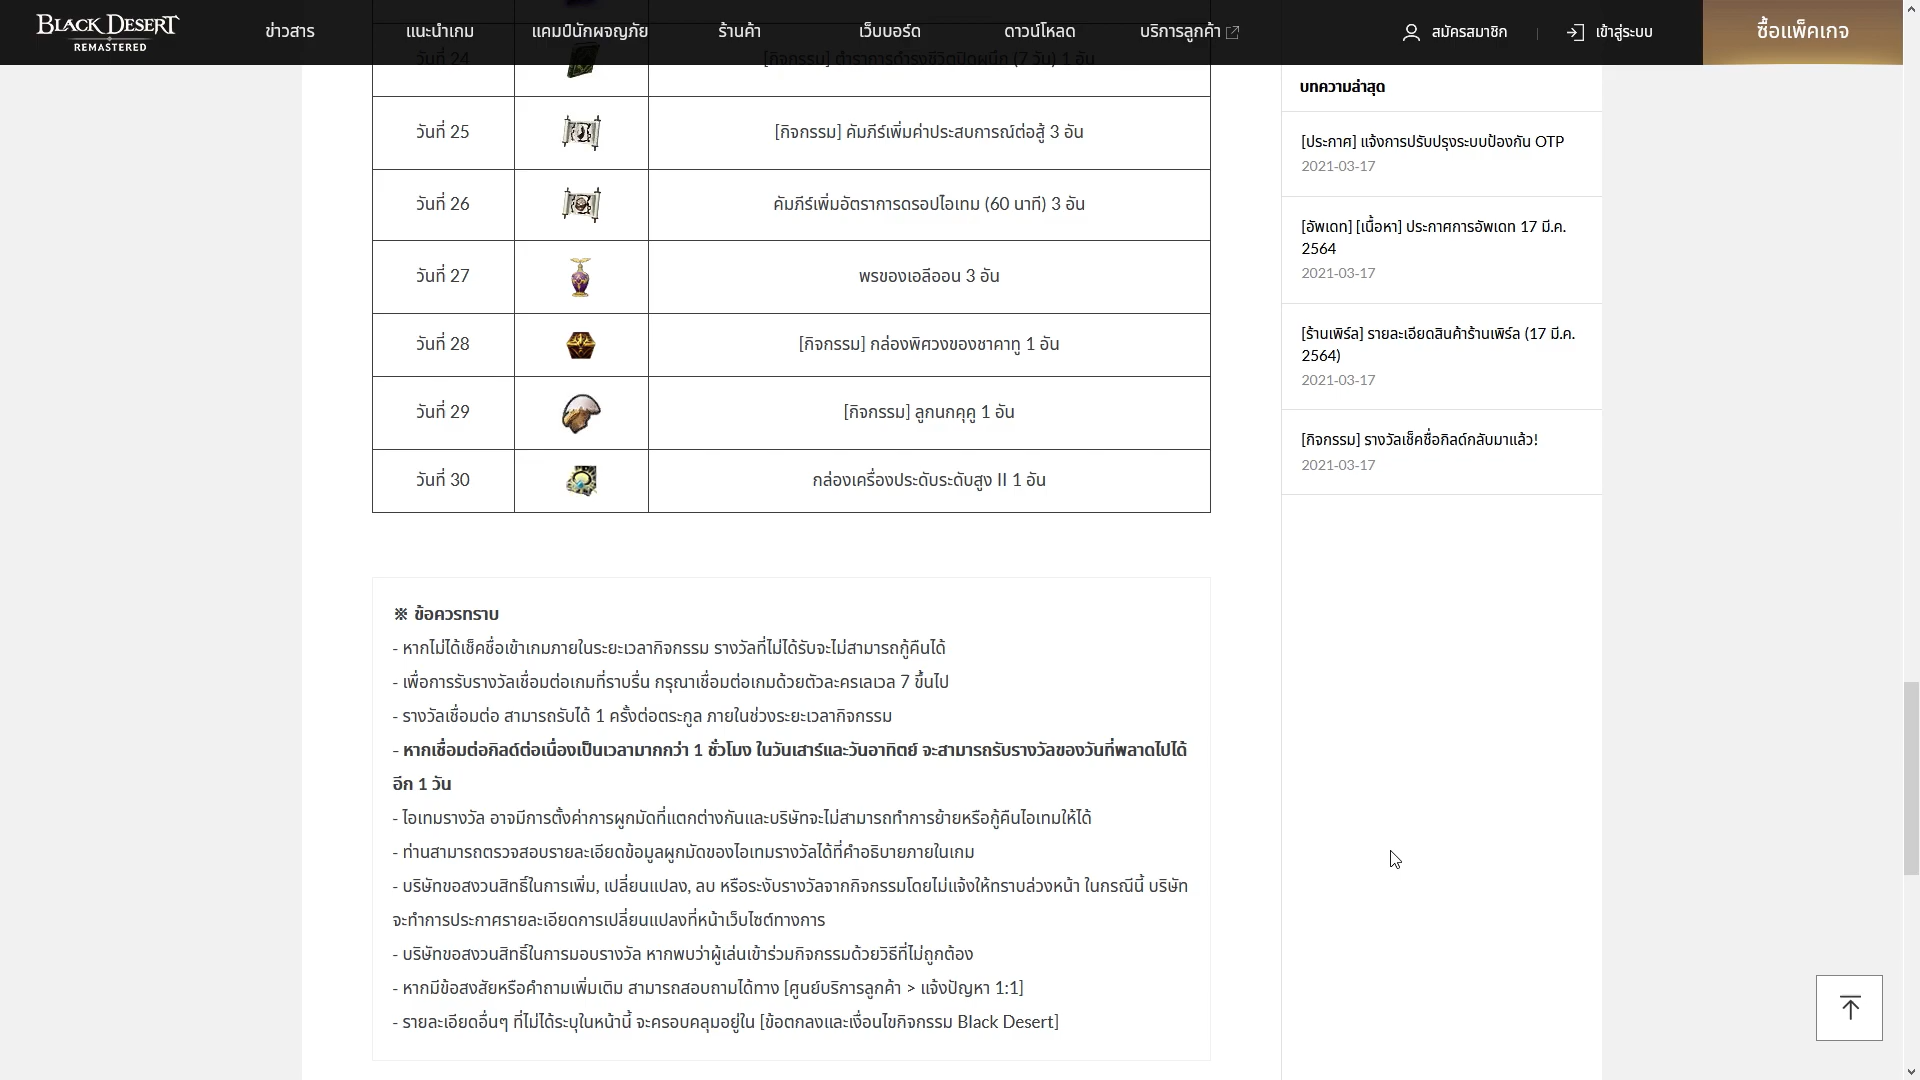 BLACK DESERT
REMASTERED
ข่าวสาร
แนะนำเกม
แคมป์นักผจญภัย
ร้านค้า
เว็บบอร์ด
ดาวน์โหลด
บริการลูกค้า
สมัครสมาชิก
เข้าสู่ระบบ
ซื้อแพ็คเกจ
วันที่ 24 [กิจกรรม] ตำราการดำรงชีวิตปิดผนึก (7 วัน) 1 อัน
วันที่ 25 [กิจกรรม] คัมภีร์เพิ่มค่าประสบการณ์ต่อสู้ 3 อัน
วันที่ 26 คัมภีร์เพิ่มอัตราการดรอปไอเทม (60 นาที) 3 อัน
วันที่ 27 พรของเอลีออน 3 อัน
วันที่ 28 [กิจกรรม] กล่องพิศวงของชาคาทู 1 อัน
วันที่ 29 [กิจกรรม] ลูกนกคุคู 1 อัน
วันที่ 30 กล่องเครื่องประดับระดับสูง II 1 อัน
※ ข้อควรทราบ
- หากไม่ได้เช็คชื่อเข้าเกมภายในระยะเวลากิจกรรม รางวัลที่ไม่ได้รับจะไม่สามารถกู้คืนได้
- เพื่อการรับรางวัลเชื่อมต่อเกมที่ราบรื่น กรุณาเชื่อมต่อเกมด้วยตัวละครเลเวล 7 ขึ้นไป
- รางวัลเชื่อมต่อ สามารถรับได้ 1 ครั้งต่อตระกูล ภายในช่วงระยะเวลากิจกรรม
- หากเชื่อมต่อกิลด์ต่อเนื่องเป็นเวลามากกว่า 1 ชั่วโมง ในวันเสาร์และวันอาทิตย์ จะสามารถรับรางวัลของวันที่พลาดไปได้
อีก 1 วัน
- ไอเทมรางวัล อาจมีการตั้งค่าการผูกมัดที่แตกต่างกันและบริษัทจะไม่สามารถทำการย้ายหรือกู้คืนไอเทมให้ได้
- ท่านสามารถตรวจสอบรายละเอียดข้อมูลผูกมัดของไอเทมรางวัลได้ที่คำอธิบายภายในเกม
- บริษัทขอสงวนสิทธิ์ในการเพิ่ม, เปลี่ยนแปลง, ลบ หรือระงับรางวัลจากกิจกรรมโดยไม่แจ้งให้ทราบล่วงหน้า ในกรณีนี้ บริษัท
จะทำการประกาศรายละเอียดการเปลี่ยนแปลงที่หน้าเว็บไซต์ทางการ
- บริษัทขอสงวนสิทธิ์ในการมอบรางวัล หากพบว่าผู้เล่นเข้าร่วมกิจกรรมด้วยวิธีที่ไม่ถูกต้อง
- หากมีข้อสงสัยหรือคำถามเพิ่มเติม สามารถสอบถามได้ทาง [ศูนย์บริการลูกค้า > แจ้งปัญหา 1:1]
- รายละเอียดอื่นๆ ที่ไม่ได้ระบุในหน้านี้ จะครอบคลุมอยู่ใน [ข้อตกลงและเงื่อนไขกิจกรรม Black Desert]
บทความล่าสุด
[ประกาศ] แจ้งการปรับปรุงระบบป้องกัน OTP
2021-03-17
[อัพเดท] [เนื้อหา] ประกาศการอัพเดท 17 มี.ค.
2564
2021-03-17
[ร้านเพิร์ล] รายละเอียดสินค้าร้านเพิร์ล (17 มี.ค.
2564)
2021-03-17
[กิจกรรม] รางวัลเช็คชื่อกิลด์กลับมาแล้ว!
2021-03-17